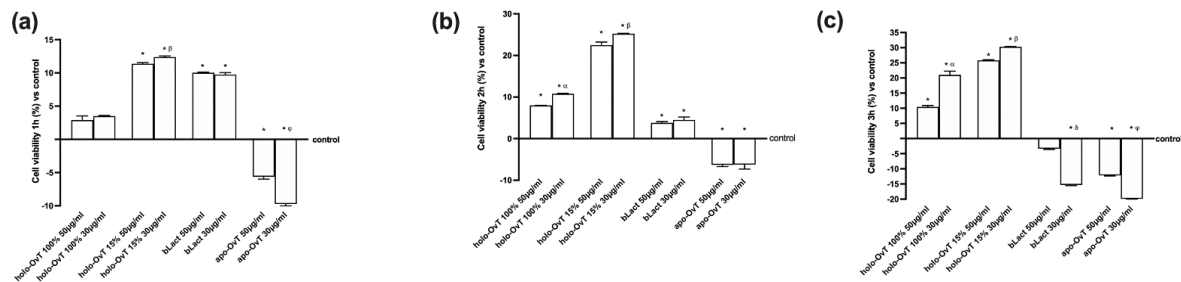 (a)
Cell viability 1h (%) vs control
15
10
5
-5
-10
*
* β
*
*
*
* φ
control
holo-OvT 100% 50μg/ml
holo-OvT 100% 30μg/ml
holo-OvT 15% 50μg/ml
holo-OvT 15% 30μg/ml
bLact 50μg/ml
bLact 30μg/ml
apo-OvT 50μg/ml
apo-OvT 30μg/ml
(b)
Cell viability 2h (%) vs control
30
20
10
0
-10
*
* α
*
* β
*
*
*
*
control
holo-OvT 100% 50μg/ml
holo-OvT 100% 30μg/ml
holo-OvT 15% 50μg/ml
holo-OvT 15% 30μg/ml
bLact 50μg/ml
bLact 30μg/ml
apo-OvT 50μg/ml
apo-OvT 30μg/ml
(c)
Cell viability 3h (%) vs control
35
30
25
20
15
10
5
-5
-10
-15
-20
*
* α
*
* β
* δ
*
* φ
control
holo-OvT 100% 50μg/ml
holo-OvT 100% 30μg/ml
holo-OvT 15% 50μg/ml
holo-OvT 15% 30μg/ml
bLact 50μg/ml
bLact 30μg/ml
apo-OvT 50μg/ml
apo-OvT 30μg/ml